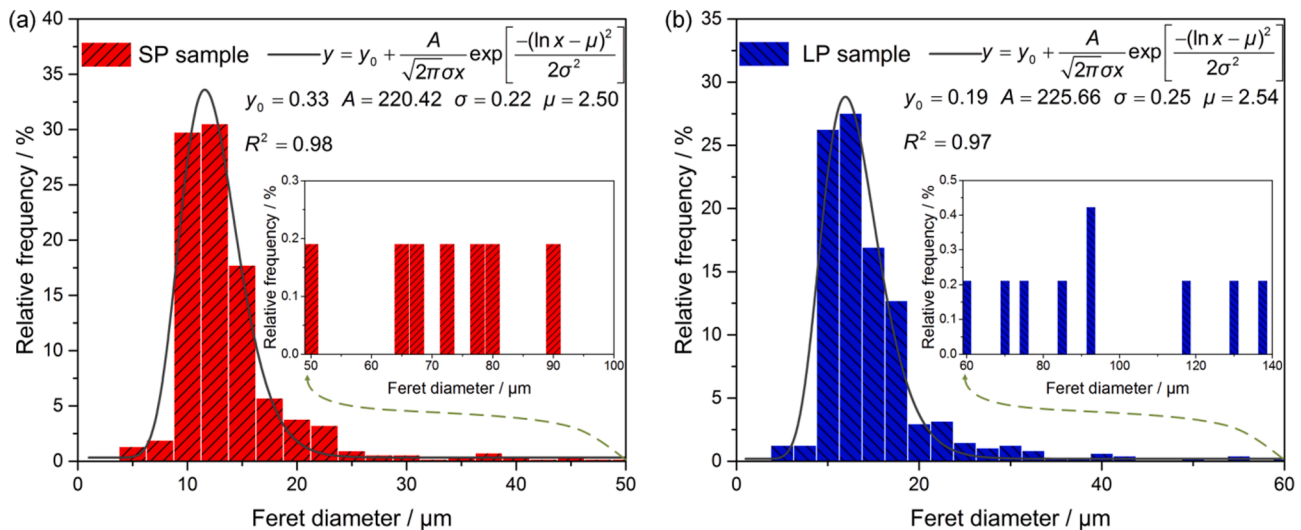 (a)
SP sample
y = y₀ + A/(√(2π)σx) exp[−(ln x − μ)²/(2σ²)]
y₀ = 0.33 A = 220.42 σ = 0.22 μ = 2.50
R² = 0.98
Relative frequency / %
40
35
30
25
20
15
10
5
0
0 10 20 30 40 50
Feret diameter / μm
Relative frequency / %
0.3
0.2
0.1
0.0
50 60 70 80 90 100
Feret diameter / μm
(b)
LP sample
y = y₀ + A/(√(2π)σx) exp[−(ln x − μ)²/(2σ²)]
y₀ = 0.19 A = 225.66 σ = 0.25 μ = 2.54
R² = 0.97
Relative frequency / %
35
30
25
20
15
10
5
0
0 10 20 30 40 50 60
Feret diameter / μm
Relative frequency / %
0.5
0.4
0.3
0.2
0.1
0.0
60 80 100 120 140
Feret diameter / μm